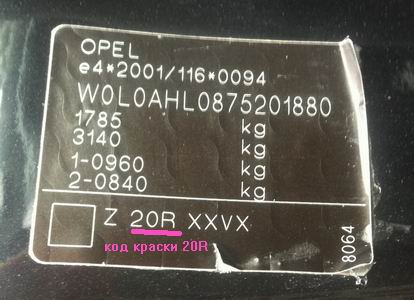 OPEL
e4*2001/116*0094
W0L0AHL0875201880
1785 kg
3140 kg
1-0960 kg
2-0840 kg
Z 20R XXVX
код краски 20R
8064